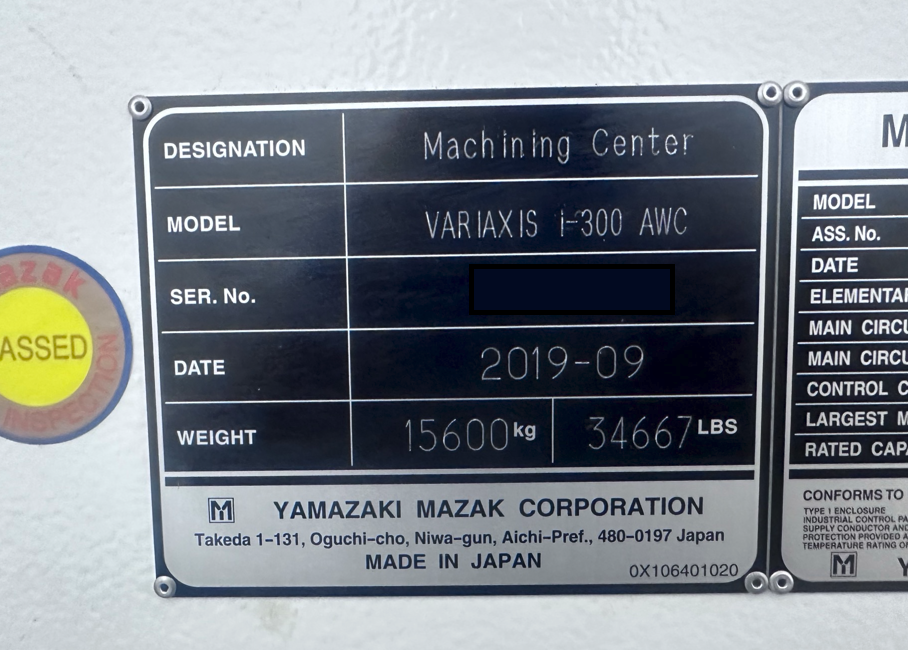 DESIGNATION Machining Center
MODEL VARIAXIS i-300 AWC
SER. No.
DATE 2019-09
WEIGHT 15600kg 34667LBS
YAMAZAKI MAZAK CORPORATION
Takeda 1-131, Oguchi-cho, Niwa-gun, Aichi-Pref., 480-0197 Japan
MADE IN JAPAN
0X106401020
azak
ASSED
INSPECTION
M
MODEL
ASS. No.
DATE
ELEMENTAR
MAIN CIRCU
MAIN CIRCU
CONTROL C
LARGEST M
RATED CAPA
CONFORMS TO
TYPE 1 ENCLOSURE
INDUSTRIAL CONTROL PA
SUPPLY CONDUCTOR AND
PROTECTION PROVIDED A
TEMPERATURE RATING O
Y